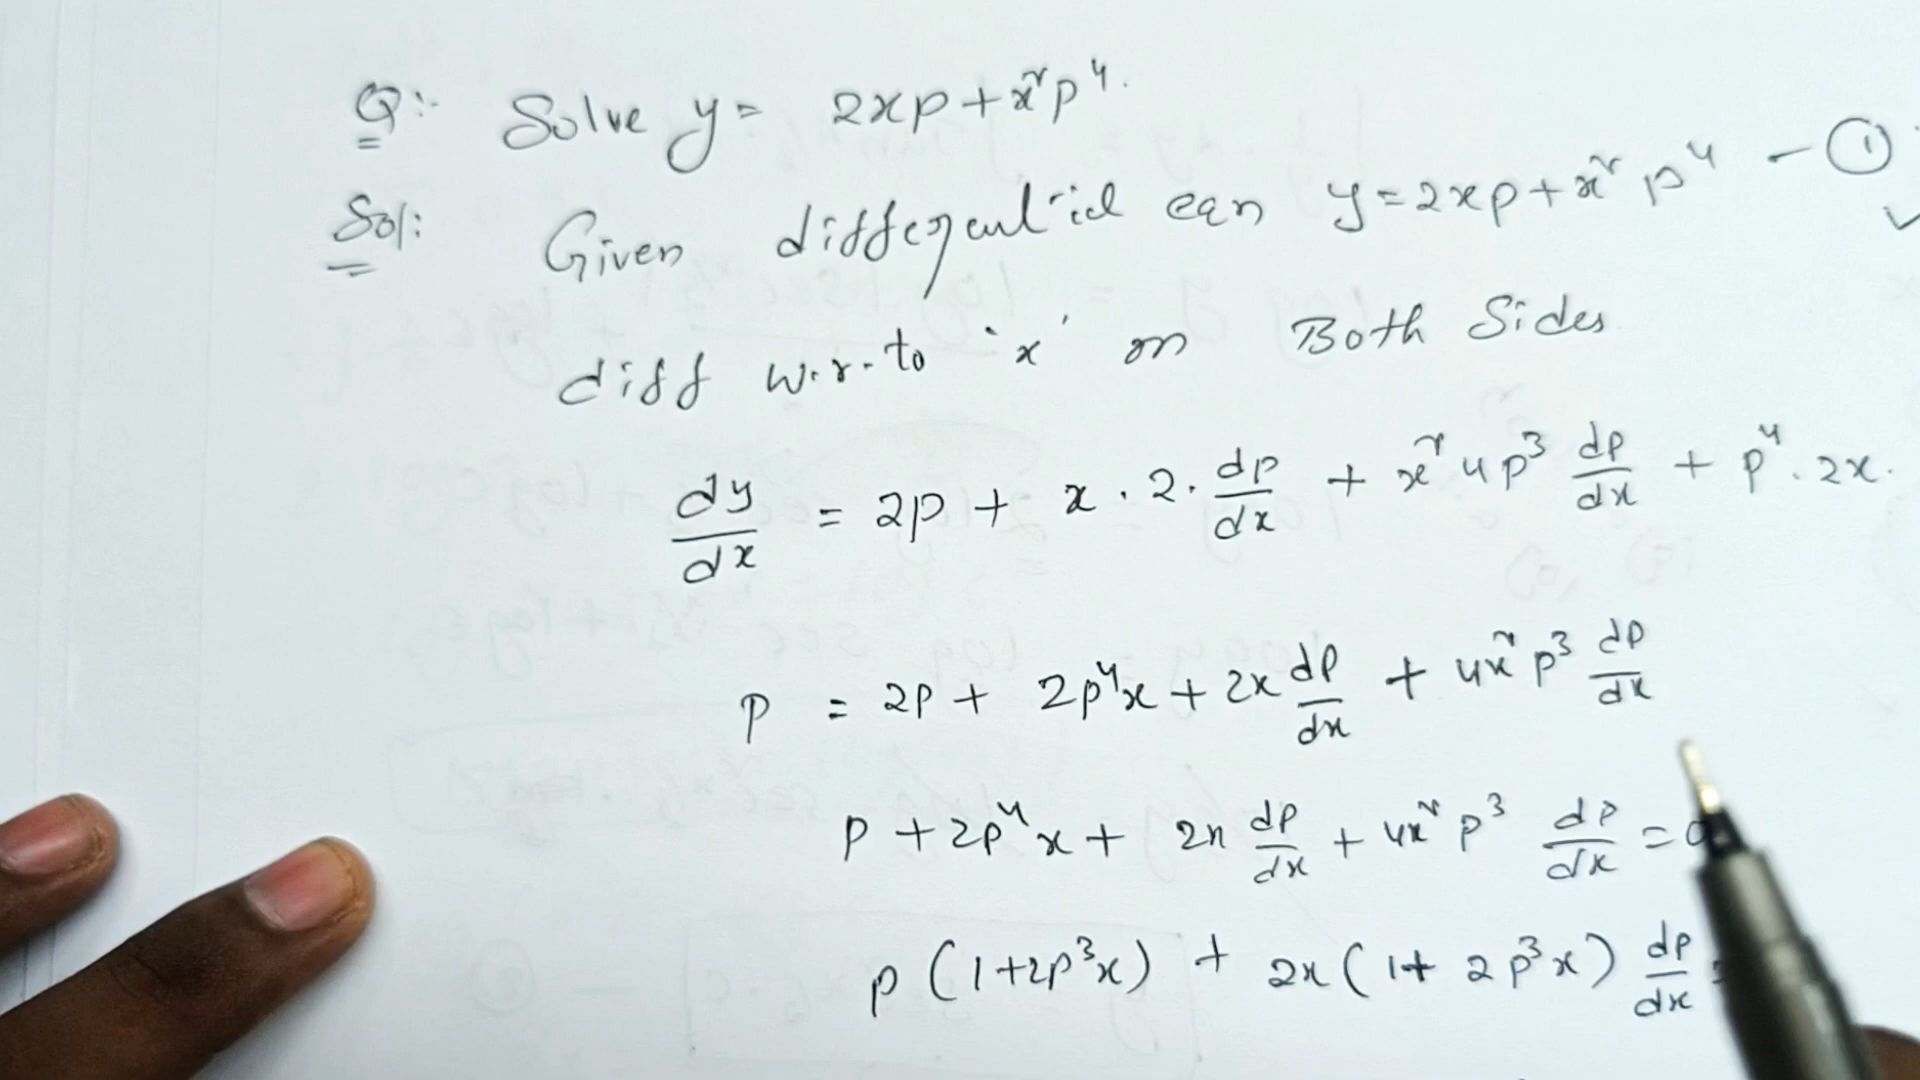 Q:- Solve y = 2xp + x²p⁴.
Sol: Given differential eqn y = 2xp + x²p⁴ — ①
diff w.r.to 'x' on Both Sides
dy/dx = 2p + x · 2 · dp/dx + x² 4p³ dp/dx + p⁴ · 2x.
p = 2p + 2p⁴x + 2x dp/dx + 4x² p³ dp/dx
p + 2p⁴x + 2x dp/dx + 4x² p³ dp/dx = 0
p (1+2p³x) + 2x (1+ 2p³x) dp/dx